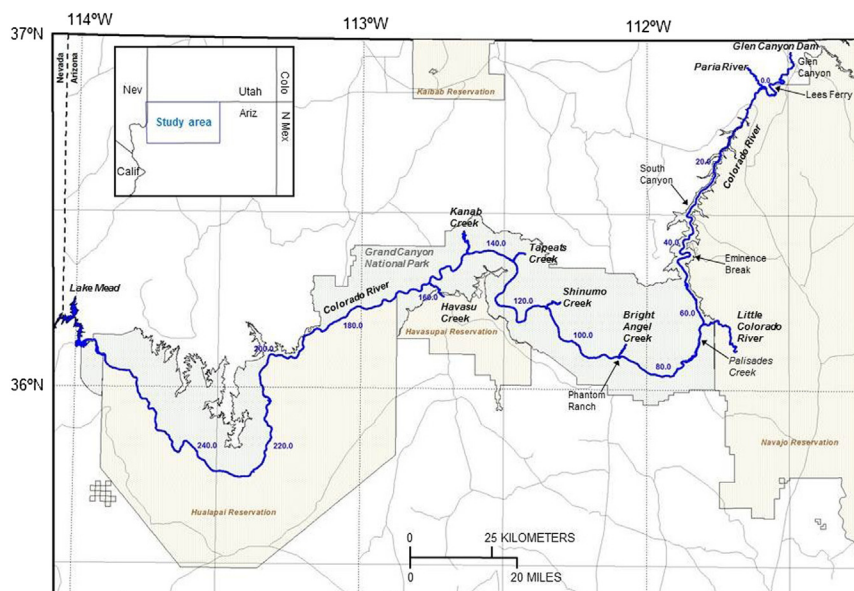 114°W
113°W
112°W
37°N
Glen Canyon Dam
Nevada
Arizona
Glen
Canyon
Paria River
0.0
Lees Ferry
Nev
Utah
Colo
Ariz
N Mex
Study area
Calif
Kaibab Reservation
20.0
Colorado River
South
Canyon
Kanab
Creek
140.0
Tapeats
Creek
40.0
Eminence
Break
Grand Canyon
National Park
Lake Mead
Colorado River
160.0
Havasu
Creek
Shinumo
Creek
120.0
180.0
60.0
Little
Colorado
River
Bright
Angel
Creek
Havasupai Reservation
100.0
200.0
80.0
Palisades
Creek
36°N
Phantom
Ranch
240.0
220.0
Navajo Reservation
Hualapai Reservation
0 25 KILOMETERS
0 20 MILES